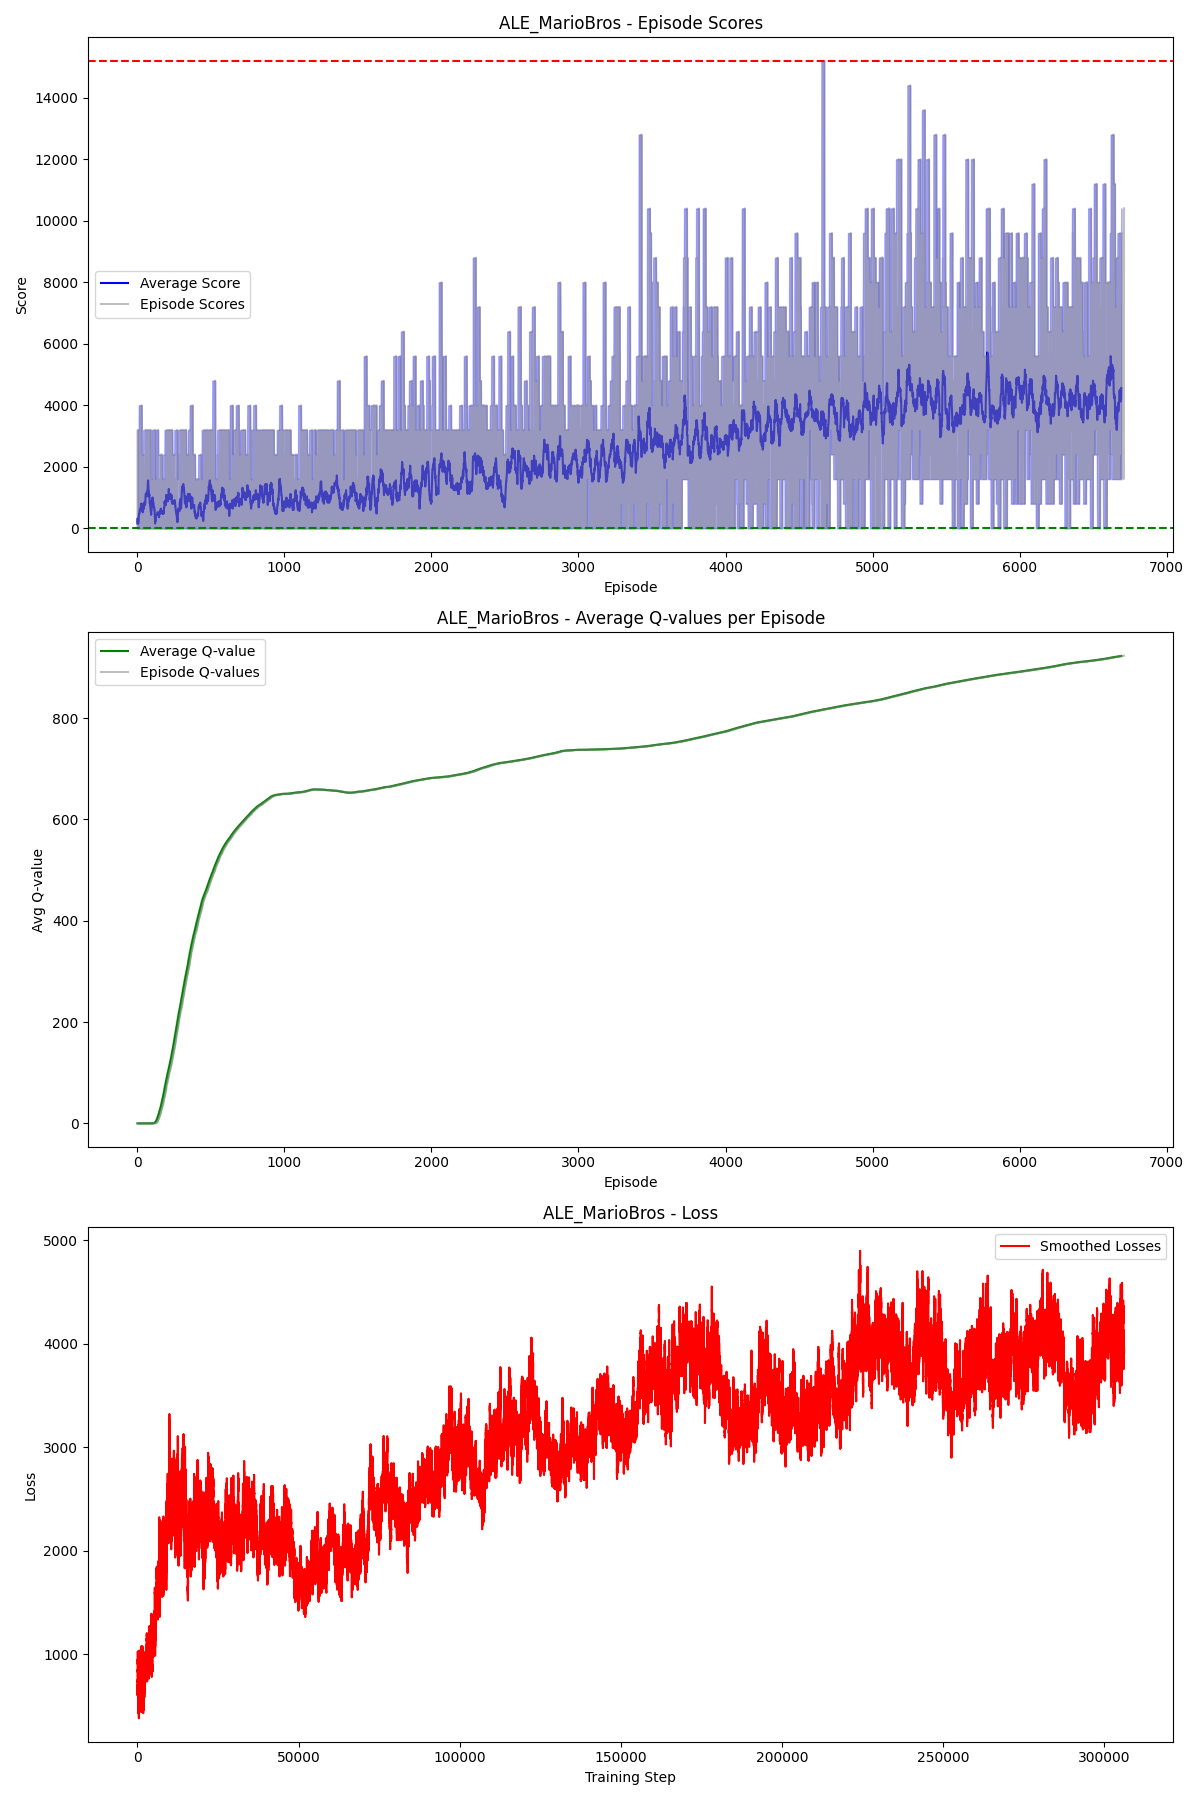 ALE_MarioBros - Episode Scores
Score
14000
12000
10000
8000
6000
4000
2000
0
Average Score
Episode Scores
0 1000 2000 3000 4000 5000 6000 7000
Episode
ALE_MarioBros - Average Q-values per Episode
Avg Q-value
800
600
400
200
0
Average Q-value
Episode Q-values
0 1000 2000 3000 4000 5000 6000 7000
Episode
ALE_MarioBros - Loss
Loss
5000
4000
3000
2000
1000
Smoothed Losses
0 50000 100000 150000 200000 250000 300000
Training Step